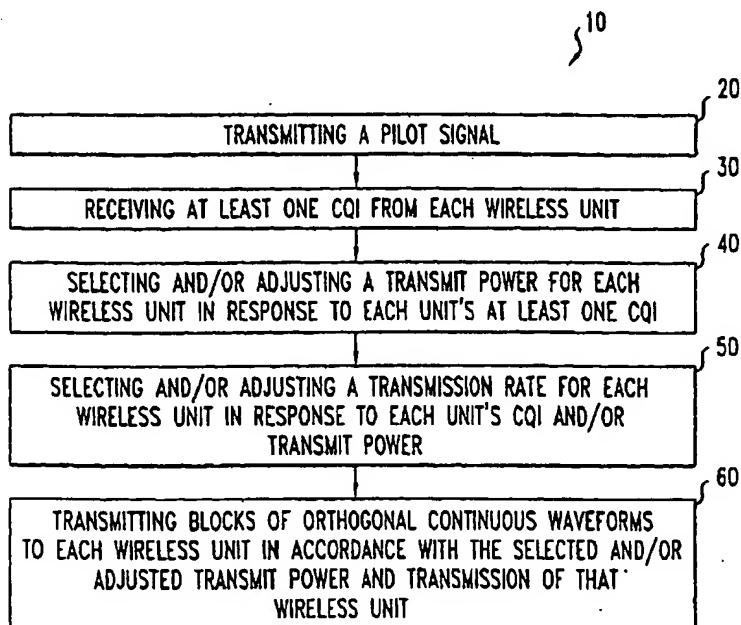 10
20
TRANSMITTING A PILOT SIGNAL
30
RECEIVING AT LEAST ONE CQI FROM EACH WIRELESS UNIT
40
SELECTING AND/OR ADJUSTING A TRANSMIT POWER FOR EACH
WIRELESS UNIT IN RESPONSE TO EACH UNIT'S AT LEAST ONE CQI
50
SELECTING AND/OR ADJUSTING A TRANSMISSION RATE FOR EACH
WIRELESS UNIT IN RESPONSE TO EACH UNIT'S CQI AND/OR
TRANSMIT POWER
60
TRANSMITTING BLOCKS OF ORTHOGONAL CONTINUOUS WAVEFORMS
TO EACH WIRELESS UNIT IN ACCORDANCE WITH THE SELECTED AND/OR
ADJUSTED TRANSMIT POWER AND TRANSMISSION OF THAT
WIRELESS UNIT